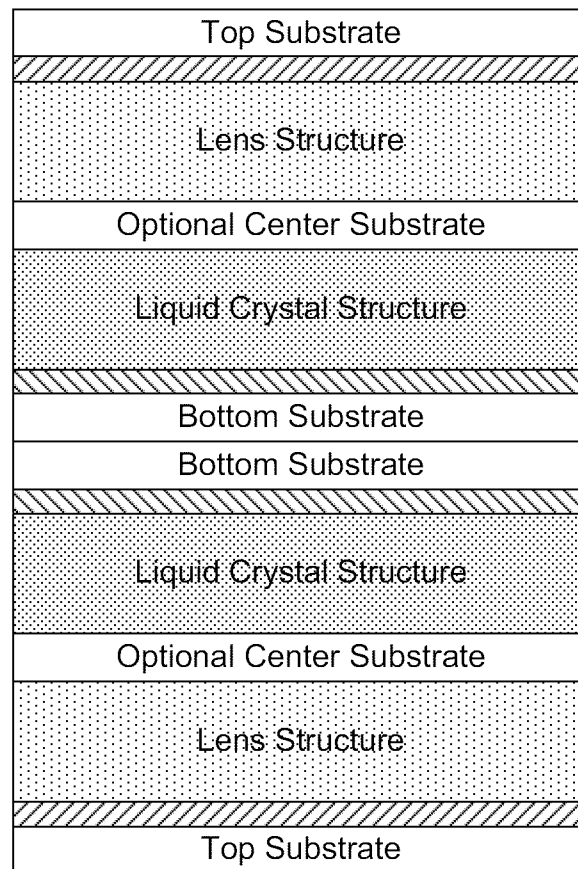 Top Substrate
Lens Structure
Optional Center Substrate
Liquid Crystal Structure
Bottom Substrate
Bottom Substrate
Liquid Crystal Structure
Optional Center Substrate
Lens Structure
Top Substrate